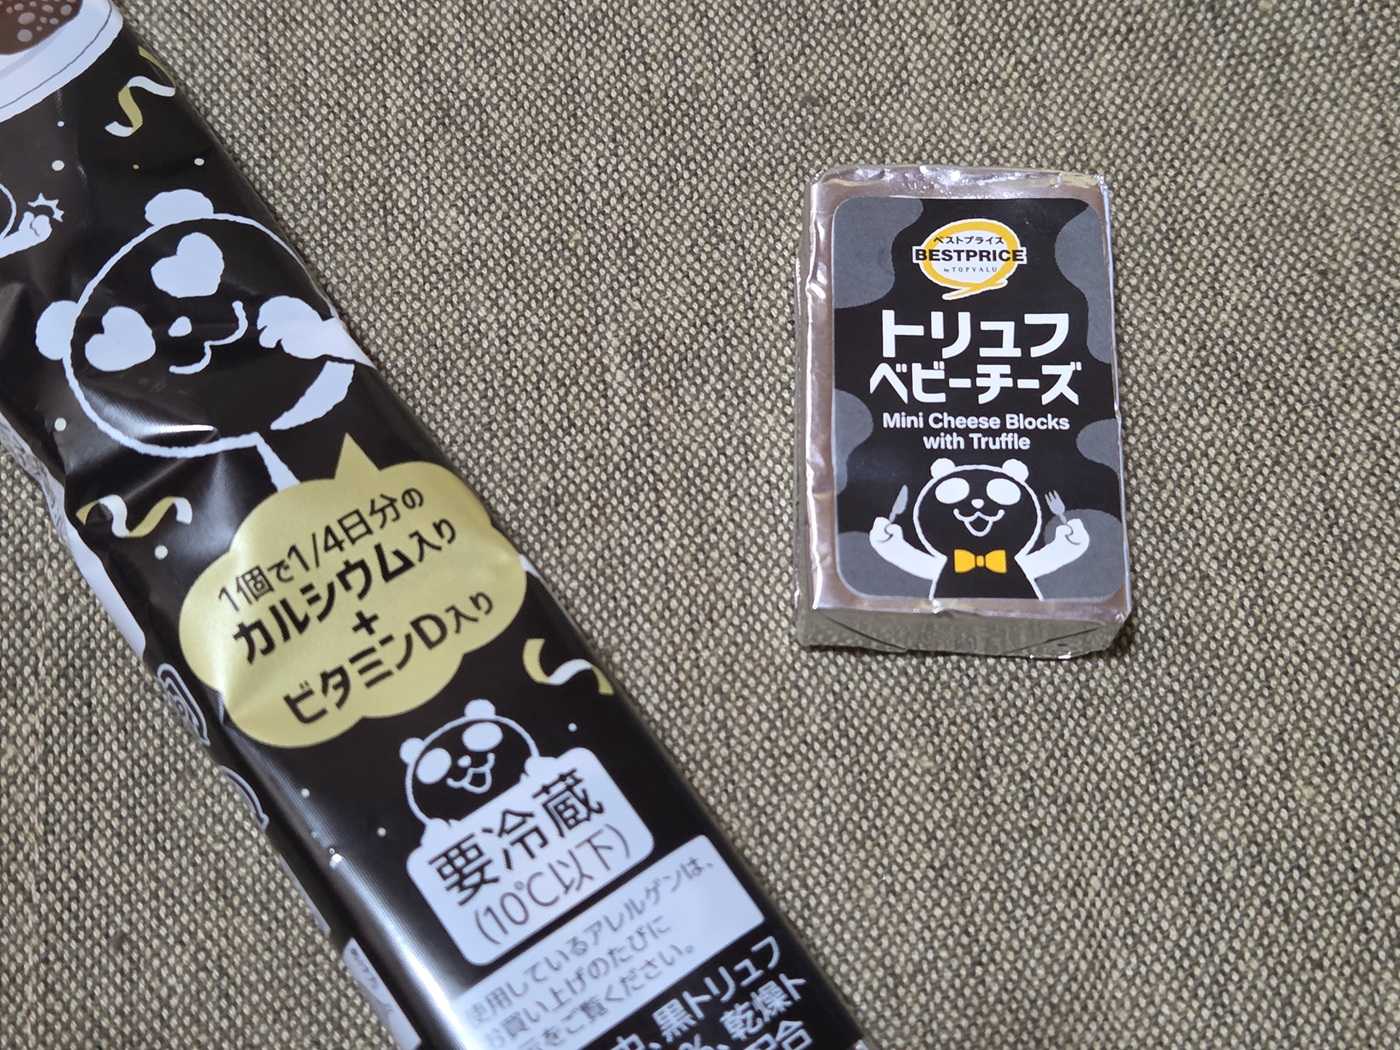 1個で1/4日分の
カルシウム入り
+
ビタミンD入り
要冷蔵
(10℃以下)
使用しているアレルゲンは、
お買い上げのたびに
をご覧ください。
中、黒トリュフ
%、乾燥ト
配合
ベストプライス
BESTPRICE
by TOPVALU
トリュフ
ベビーチーズ
Mini Cheese Blocks
with Truffle